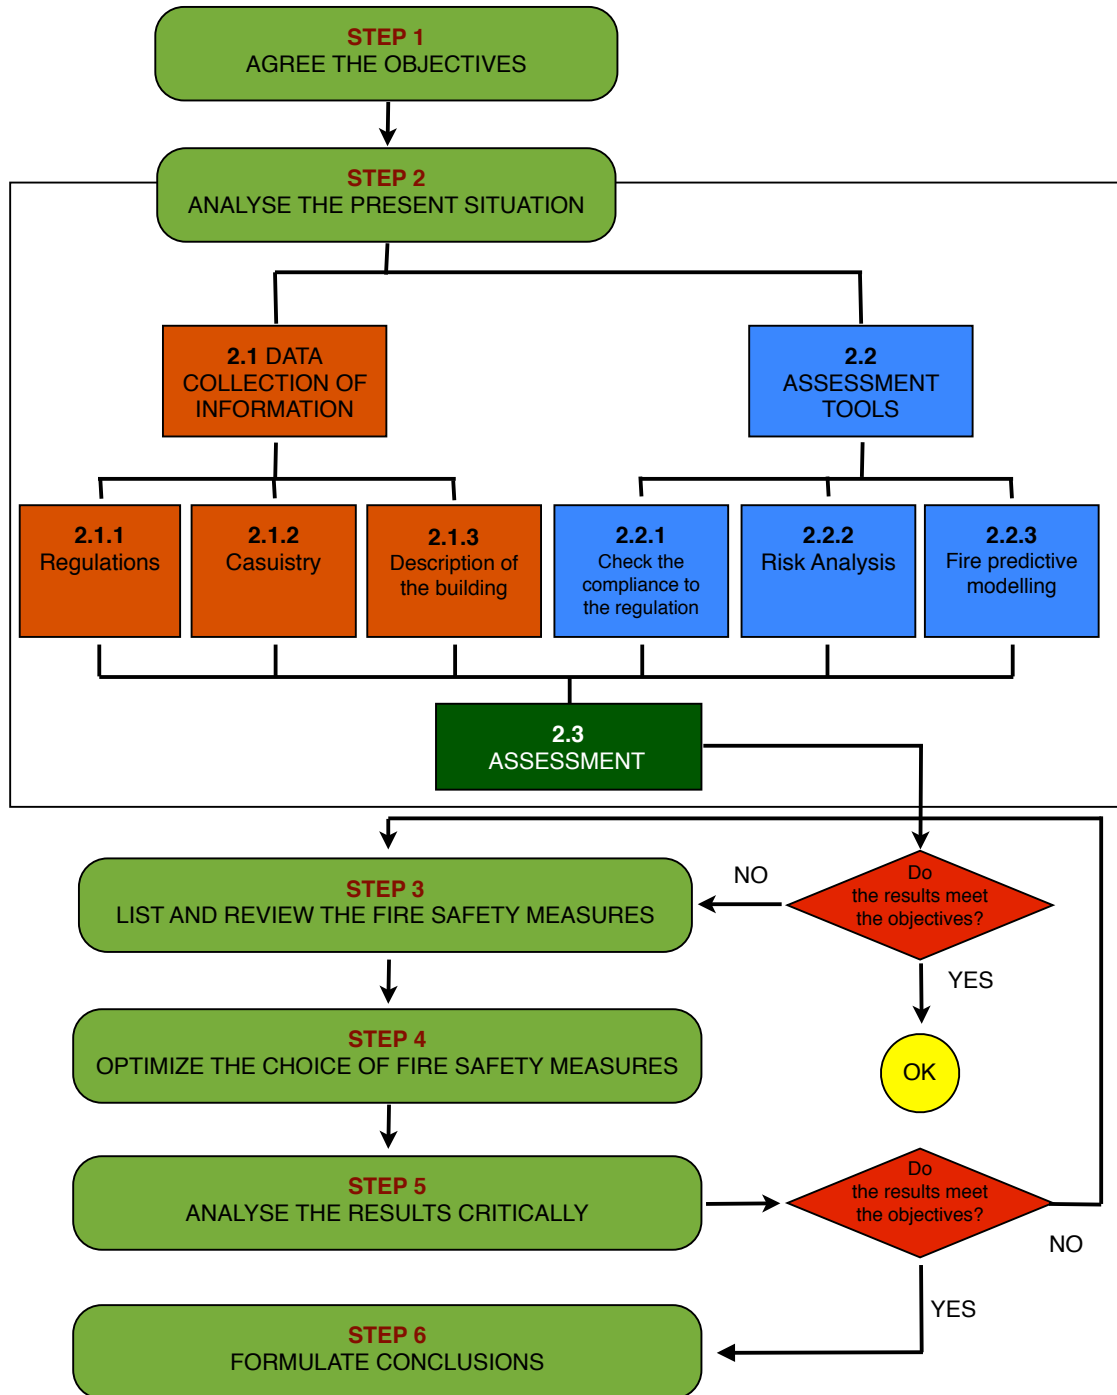 STEP 1
AGREE THE OBJECTIVES
STEP 2
ANALYSE THE PRESENT SITUATION
2.1 DATA
COLLECTION OF
INFORMATION
2.2
ASSESSMENT
TOOLS
2.1.1
Regulations
2.1.2
Casuistry
2.1.3
Description of
the building
2.2.1
Check the
compliance to
the regulation
2.2.2
Risk Analysis
2.2.3
Fire predictive
modelling
2.3
ASSESSMENT
Do
the results meet
the objectives?
NO
YES
OK
STEP 3
LIST AND REVIEW THE FIRE SAFETY MEASURES
STEP 4
OPTIMIZE THE CHOICE OF FIRE SAFETY MEASURES
STEP 5
ANALYSE THE RESULTS CRITICALLY
Do
the results meet
the objectives?
NO
YES
STEP 6
FORMULATE CONCLUSIONS